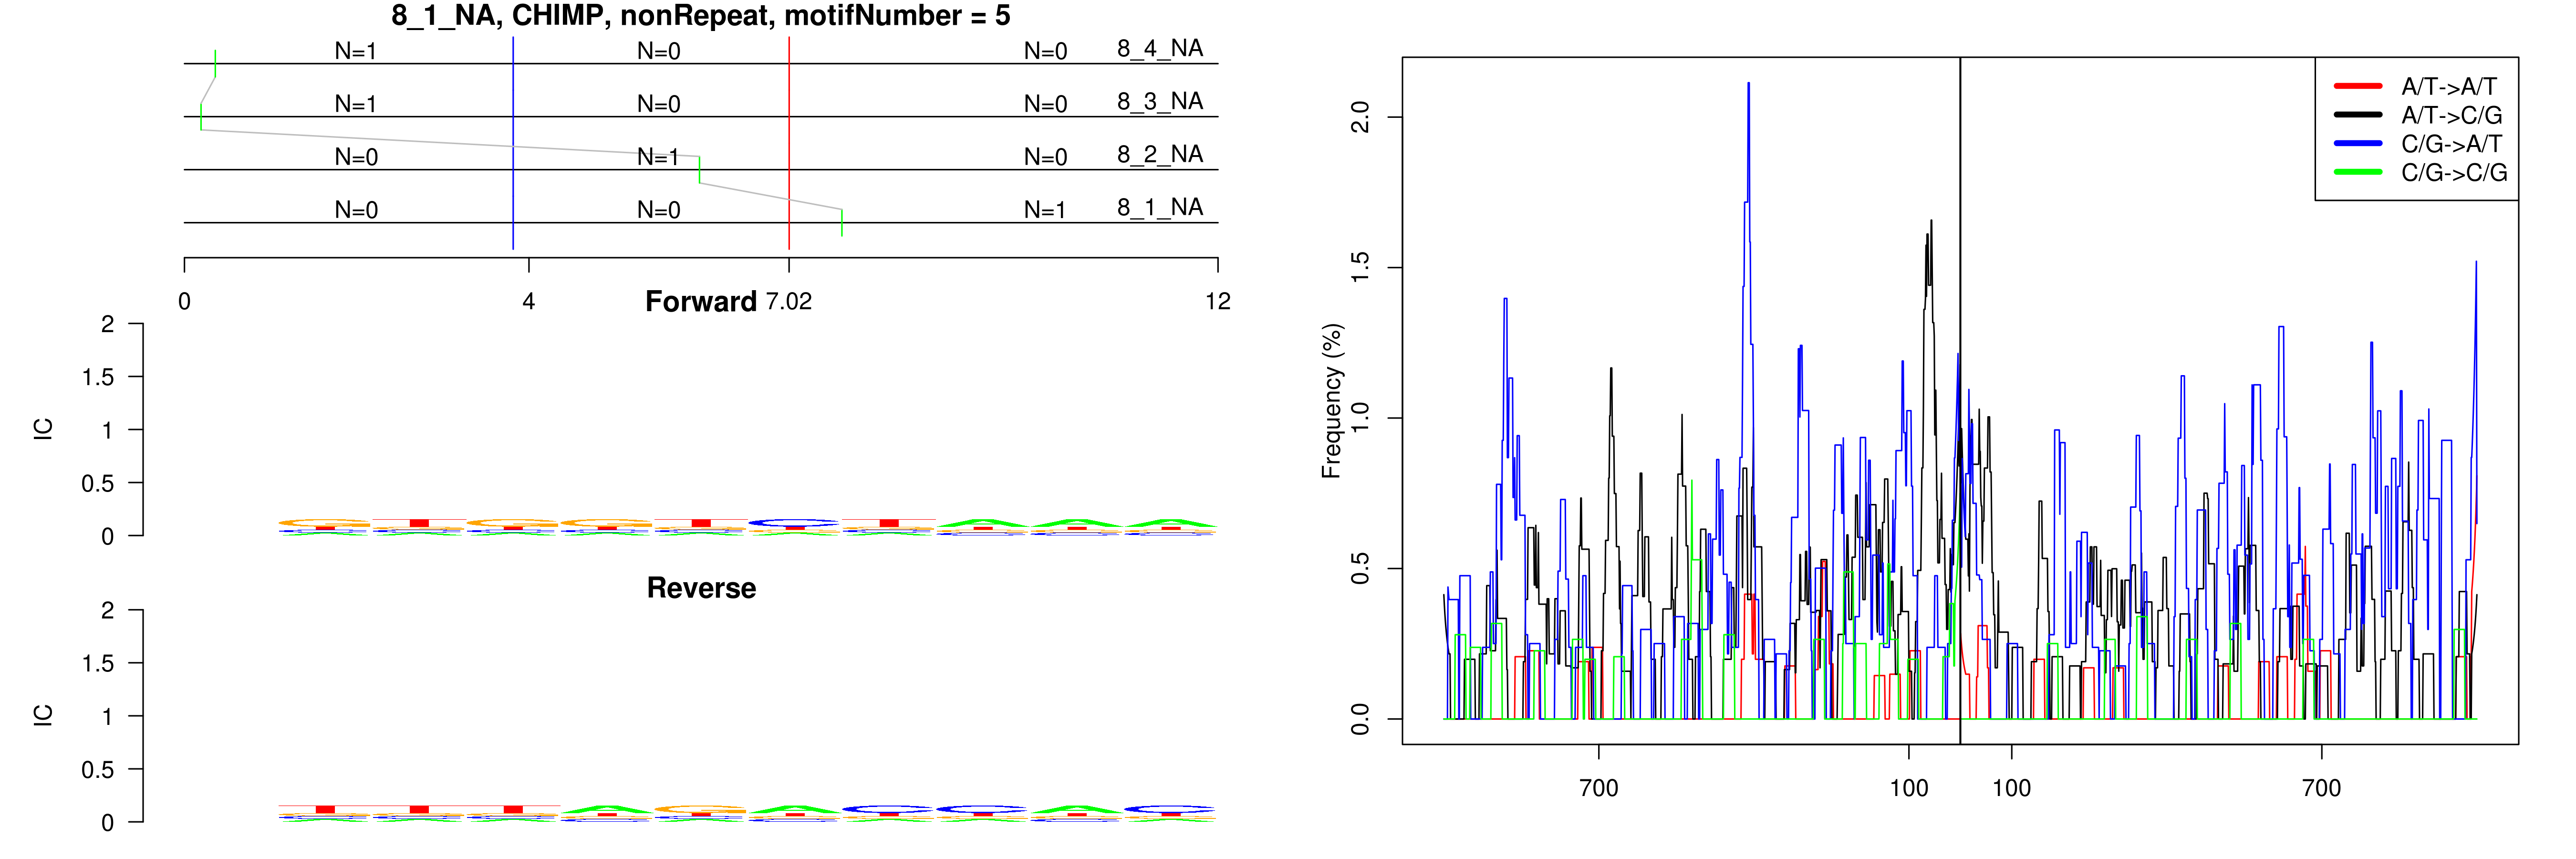 8_1_NA, CHIMP, nonRepeat, motifNumber = 5
N=1 N=0 N=0 8_4_NA
N=1 N=0 N=0 8_3_NA
N=0 N=1 N=0 8_2_NA
N=0 N=0 N=1 8_1_NA
0 4 7.02 12
Forward
2
1.5
1
0.5
0
IC
G T G G T C T A A A
Reverse
2
1.5
1
0.5
0
IC
T T T A G A C C A C
Frequency (%)
2.0
1.5
1.0
0.5
0.0
A/T->A/T
A/T->C/G
C/G->A/T
C/G->C/G
700 100 100 700